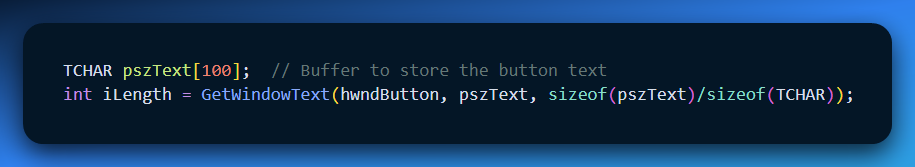 TCHAR pszText[100];  // Buffer to store the button text
int iLength = GetWindowText(hwndButton, pszText, sizeof(pszText)/sizeof(TCHAR));